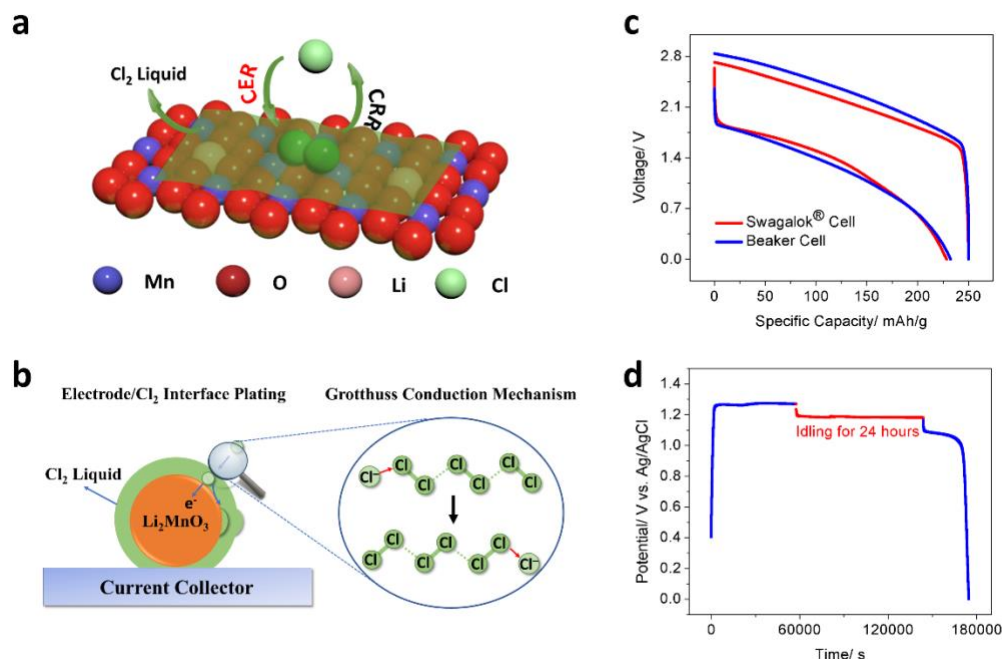 a
Cl₂ Liquid
CER
CRR
Mn
O
Li
Cl
b
Electrode/Cl₂ Interface Plating
Grotthuss Conduction Mechanism
Cl₂ Liquid
e⁻
Li₂MnO₃
Current Collector
Cl⁻
Cl
Cl
Cl
Cl
Cl
Cl
Cl
Cl
Cl
Cl
Cl
Cl
Cl⁻
c
Voltage/ V
2.8
2.1
1.4
0.7
0.0
Swagalok® Cell
Beaker Cell
0
50
100
150
200
250
Specific Capacity/ mAh/g
d
Potential/ V vs. Ag/AgCl
1.4
1.2
1.0
0.8
0.6
0.4
0.2
0.0
Idling for 24 hours
0
60000
120000
180000
Time/ s